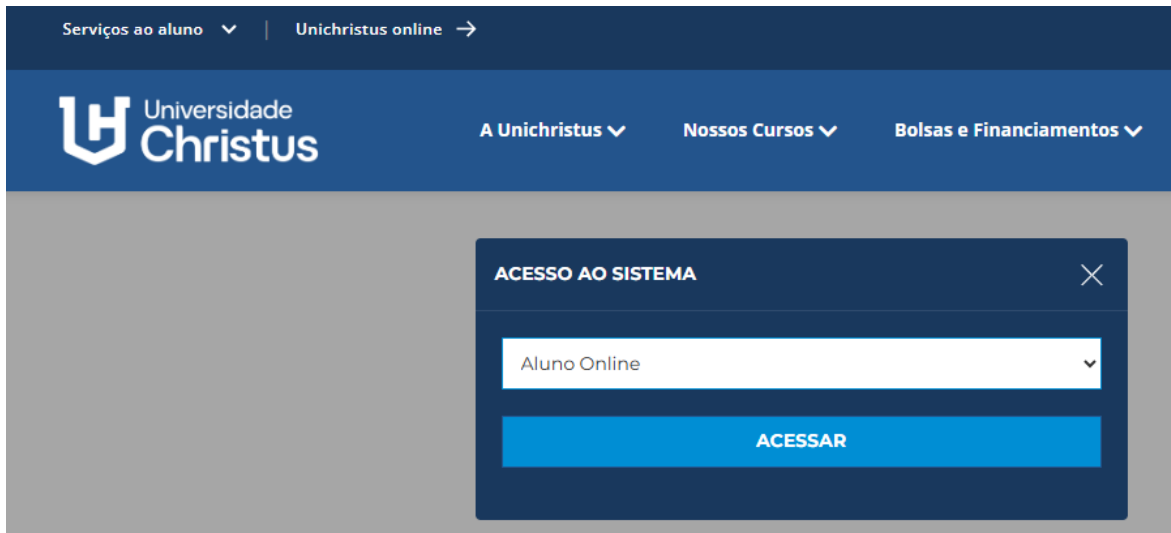 Serviços ao aluno | Unichristus online →
Universidade
Christus
A Unichristus Nossos Cursos Bolsas e Financiamentos
ACESSO AO SISTEMA
Aluno Online
ACESSAR